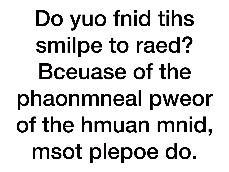 Do yuo fnid tihs
smilpe to raed?
Bceuase of the
phaonmneal pweor
of the hmuan mnid,
msot plepoe do.